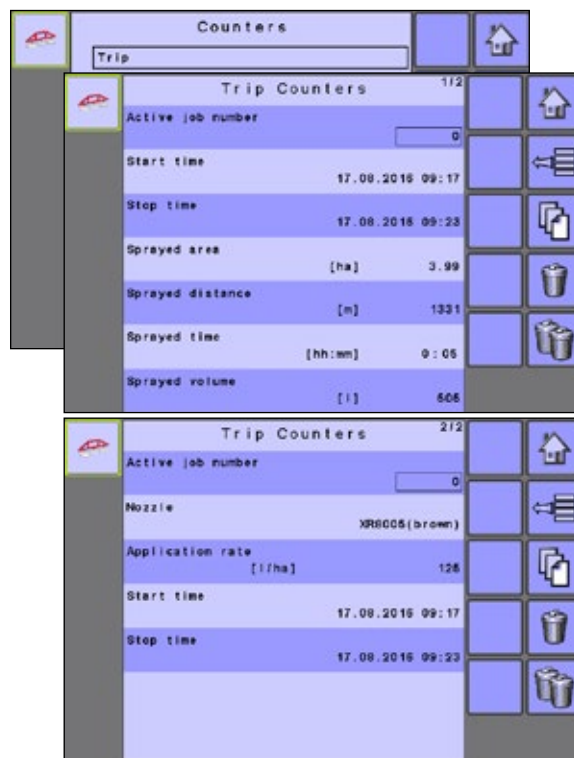 Counters
Trip
Trip Counters 1/2
Active job number
0
Start time
17.08.2016 09:17
Stop time
17.08.2016 09:23
Sprayed area
[ha] 3.99
Sprayed distance
[m] 1331
Sprayed time
[hh:mm] 0:05
Sprayed volume
[l] 505
Trip Counters 2/2
Active job number
0
Nozzle
XR8005(brown)
Application rate
[l/ha] 126
Start time
17.08.2016 09:17
Stop time
17.08.2016 09:23